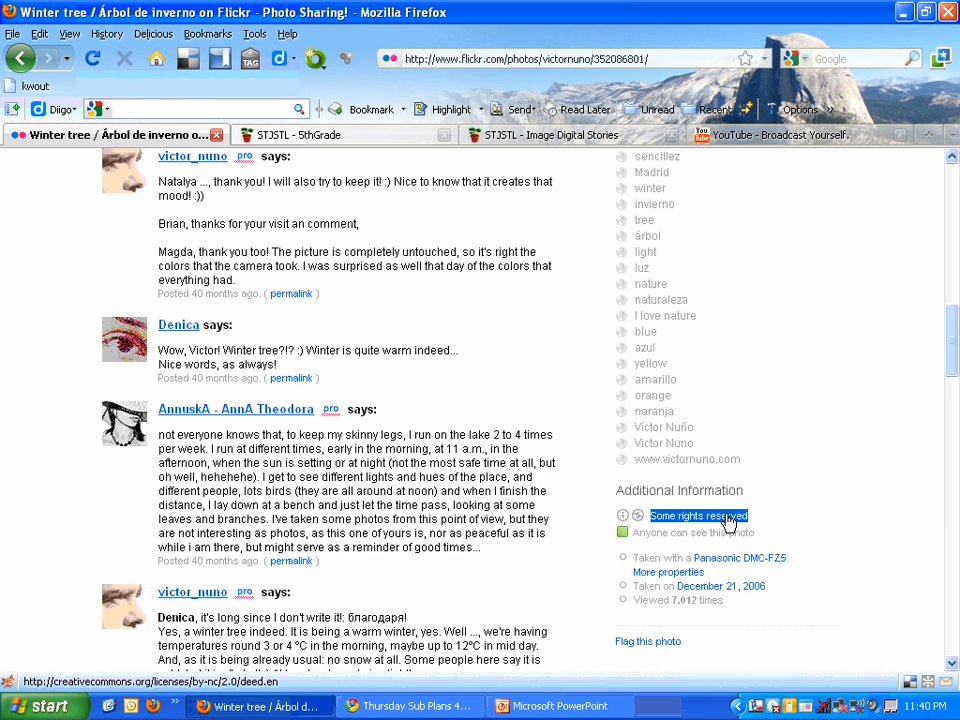 Winter tree / Árbol de inverno on Flickr - Photo Sharing! - Mozilla Firefox
File Edit View History Delicious Bookmarks Tools Help
TAG
http://www.flickr.com/photos/victornuno/352086801/
Google
kwout
Diigo
Bookmark Highlight Send Read Later Unread Recent Options »
Winter tree / Árbol de inverno o...
STJSTL - 5thGrade
STJSTL - Image Digital Stories
YouTube - Broadcast Yourself.
victor_nuno pro says:
Natalya ..., thank you! I will also try to keep it! :) Nice to know that it creates that
mood! :))
Brian, thanks for your visit an comment,
Magda, thank you too! The picture is completely untouched, so it's right the
colors that the camera took. I was surprised as well that day of the colors that
everything had.
Posted 40 months ago. ( permalink )
Denica says:
Wow, Victor! Winter tree?!? :) Winter is quite warm indeed...
Nice words, as always!
Posted 40 months ago. ( permalink )
AnnuskA - AnnA Theodora pro says:
not everyone knows that, to keep my skinny legs, I run on the lake 2 to 4 times
per week. I run at different times, early in the morning, at 11 a.m., in the
afternoon, when the sun is setting or at night (not the most safe time at all, but
oh well, hehehehe). I get to see different lights and hues of the place, and
different people, lots birds (they are all around at noon) and when I finish the
distance, I lay down at a bench and just let the time pass, looking at some
leaves and branches. I've taken some photos from this point of view, but they
are not interesting as photos, as this one of yours is, nor as peaceful as it is
while i am there, but might serve as a reminder of good times...
Posted 40 months ago. ( permalink )
victor_nuno pro says:
Denica, it's long since I don't write it!: благодаря!
Yes, a winter tree indeed. It is being a warm winter, yes. Well ..., we're having
temperatures round 3 or 4 ºC in the morning, maybe up to 12ºC in mid day.
And, as it is being already usual: no snow at all. Some people here say it is
sencillez
Madrid
winter
invierno
tree
árbol
light
luz
nature
naturaleza
I love nature
blue
azul
yellow
amarillo
orange
naranja
Víctor Nuño
Victor Nuno
www.victornuno.com
Additional Information
Some rights reserved
Anyone can see this photo
Taken with a Panasonic DMC-FZ5.
More properties
Taken on December 21, 2006
Viewed 7,012 times
Flag this photo
http://creativecommons.org/licenses/by-nc/2.0/deed.en
start
Winter tree / Árbol d...
Thursday Sub Plans 4...
Microsoft PowerPoint
11:40 PM